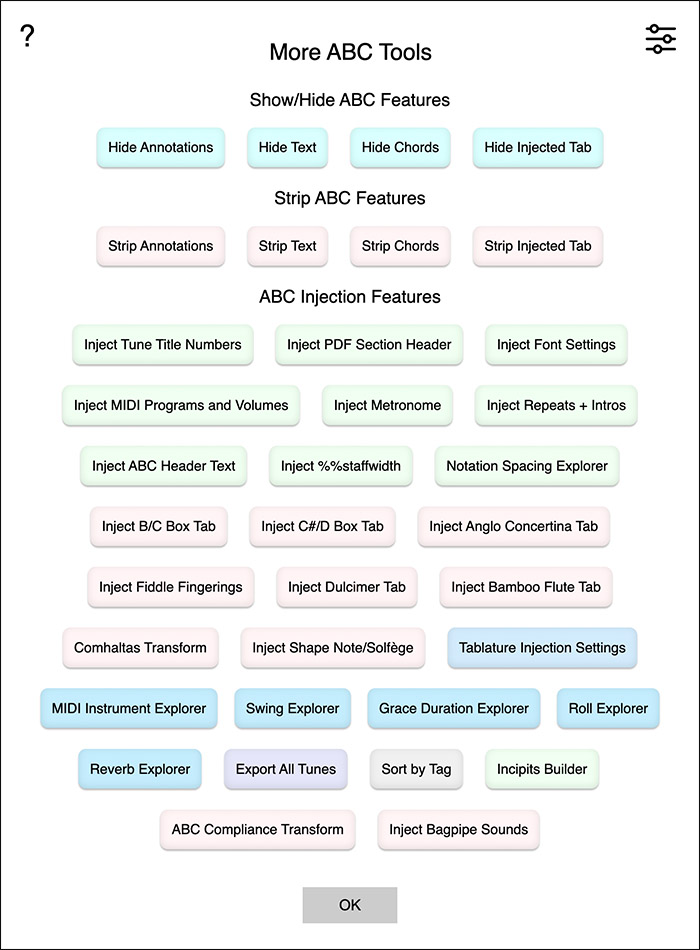 ?
More ABC Tools
Show/Hide ABC Features
Hide Annotations Hide Text Hide Chords Hide Injected Tab
Strip ABC Features
Strip Annotations Strip Text Strip Chords Strip Injected Tab
ABC Injection Features
Inject Tune Title Numbers Inject PDF Section Header Inject Font Settings
Inject MIDI Programs and Volumes Inject Metronome Inject Repeats + Intros
Inject ABC Header Text Inject %%staffwidth Notation Spacing Explorer
Inject B/C Box Tab Inject C#/D Box Tab Inject Anglo Concertina Tab
Inject Fiddle Fingerings Inject Dulcimer Tab Inject Bamboo Flute Tab
Comhaltas Transform Inject Shape Note/Solfège Tablature Injection Settings
MIDI Instrument Explorer Swing Explorer Grace Duration Explorer Roll Explorer
Reverb Explorer Export All Tunes Sort by Tag Incipits Builder
ABC Compliance Transform Inject Bagpipe Sounds
OK